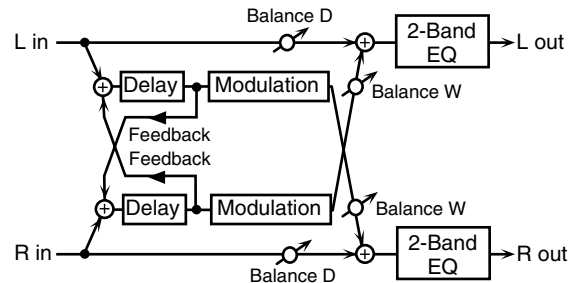 Balance D
L in
2-Band
EQ
L out
Delay
Modulation
Balance W
Feedback
Feedback
Delay
Modulation
Balance W
R in
2-Band
EQ
R out
Balance D